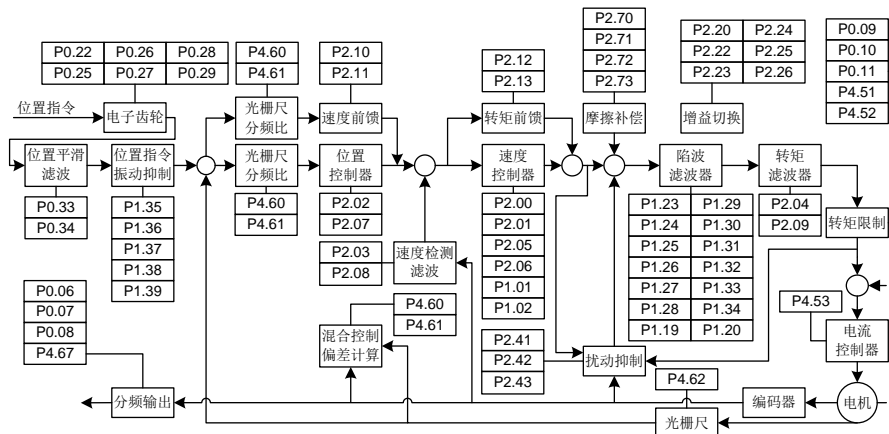 P0.22 P0.26 P0.28
P0.25 P0.27 P0.29
P4.60
P4.61
P2.10
P2.11
P2.12
P2.13
P2.70
P2.71
P2.72
P2.73
P2.20 P2.24
P2.22 P2.25
P2.23 P2.26
P0.09
P0.10
P0.11
P4.51
P4.52
位置指令
电子齿轮
光栅尺
分频比
速度前馈
转矩前馈
摩擦补偿
增益切换
位置平滑
滤波
位置指令
振动抑制
光栅尺
分频比
位置
控制器
速度
控制器
陷波
滤波器
转矩
滤波器
转矩限制
P0.33
P0.34
P1.35
P1.36
P1.37
P1.38
P1.39
P4.60
P4.61
P2.02
P2.07
P2.03
P2.08
速度检测
滤波
P2.00
P2.01
P2.05
P2.06
P1.01
P1.02
P1.23 P1.29
P1.24 P1.30
P1.25 P1.31
P1.26 P1.32
P1.27 P1.33
P1.28 P1.34
P1.19 P1.20
P2.04
P2.09
P0.06
P0.07
P0.08
P4.67
P4.60
P4.61
混合控制
偏差计算
P2.41
P2.42
P2.43
扰动抑制
P4.53
电流
控制器
P4.62
分频输出
光栅尺
编码器
电机